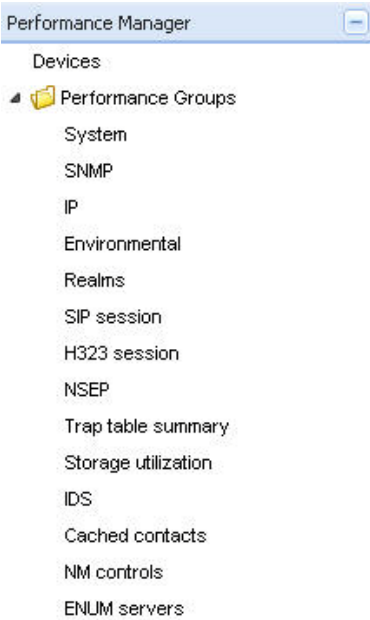 Performance Manager
Devices
Performance Groups
System
SNMP
IP
Environmental
Realms
SIP session
H323 session
NSEP
Trap table summary
Storage utilization
IDS
Cached contacts
NM controls
ENUM servers